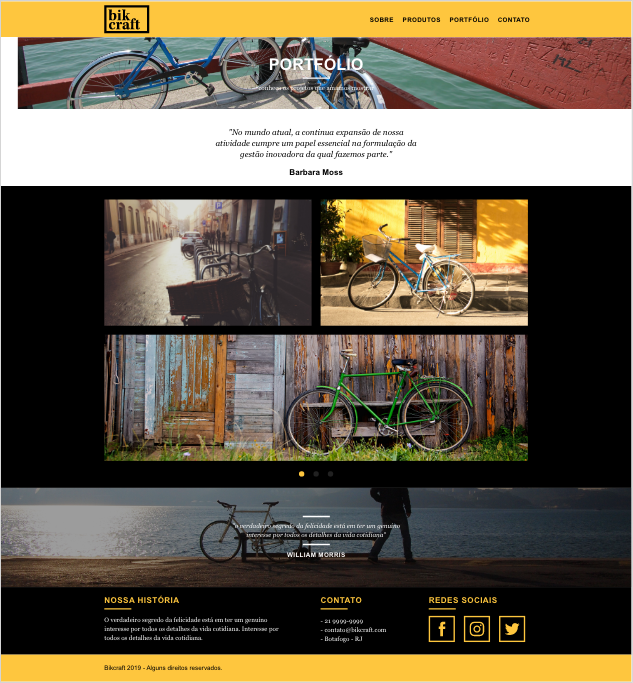 bik
craft
SOBRE PRODUTOS PORTFÓLIO CONTATO
PORTFÓLIO
conheça os projetos que amamos mostrar
"No mundo atual, a contínua expansão de nossa
atividade cumpre um papel essencial na formulação da
gestão inovadora da qual fazemos parte."
Barbara Moss
"o verdadeiro segredo da felicidade está em ter um genuíno
interesse por todos os detalhes da vida cotidiana"
WILLIAM MORRIS
NOSSA HISTÓRIA
O verdadeiro segredo da felicidade está em ter um genuíno
interesse por todos os detalhes da vida cotidiana. Interesse por
todos os detalhes da vida cotidiana.
CONTATO
- 21 9999-9999
- contato@bikcraft.com
- Botafogo - RJ
REDES SOCIAIS
Bikcraft 2019 - Alguns direitos reservados.